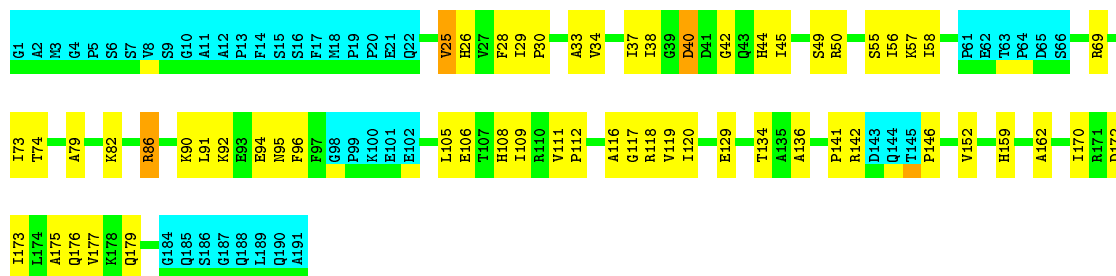 G1 A2 M3 G4 P5 S6 S7 V8 S9 G10 A11 A12 P13 F14 S15 S16 F17 M18 P19 P20 E21 Q22 V25 H26 V27 F28 I29 P30 A33 V34 I37 I38 G39 D40 D41 G42 Q43 H44 I45 S49 R50 S55 I56 K57 I58 P61 E62 T63 P64 D65 S66 R69
I73 T74 A79 K82 R86 K90 L91 K92 E93 E94 N95 F96 F97 G98 P99 K100 E101 E102 L105 E106 T107 H108 I109 R110 V111 P112 A116 G117 R118 V119 I120 E129 T134 A135 A136 P141 R142 D143 Q144 T145 P146 V152 H159 A162 I170 R171 D172
I173 L174 A175 Q176 V177 K178 Q179 G184 Q185 S186 G187 Q188 L189 Q190 A191